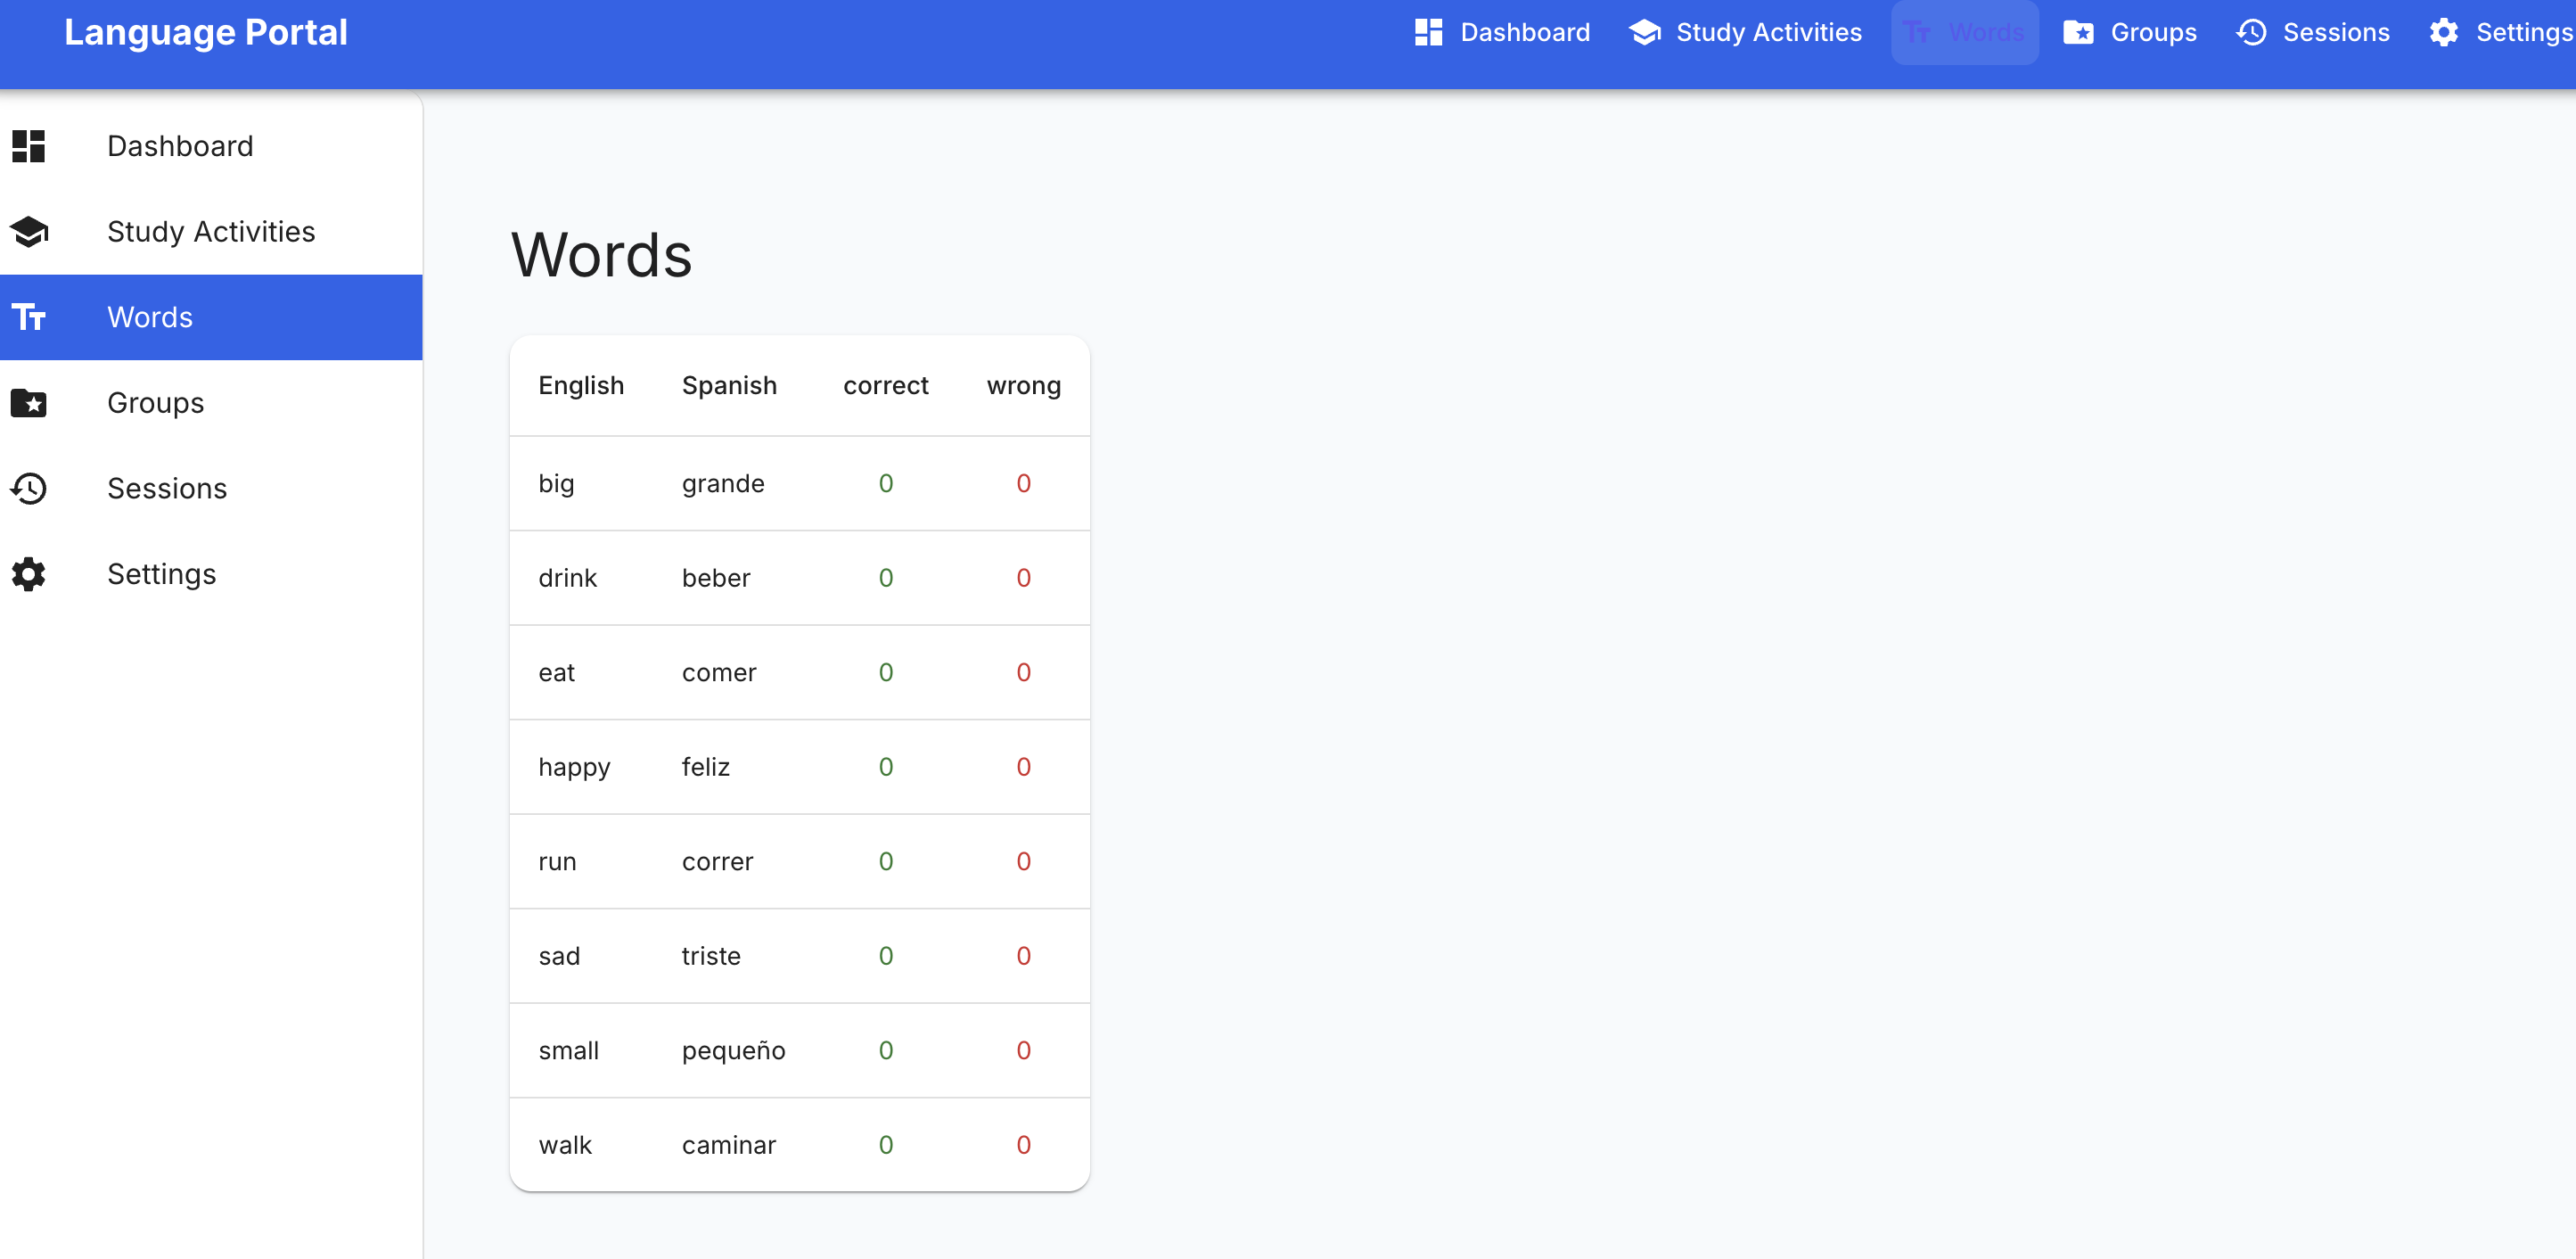 Language Portal Dashboard Study Activities Words Groups Sessions Settings
Dashboard
Study Activities
Words
Groups
Sessions
Settings
Words
English Spanish correct wrong
big grande 0 0
drink beber 0 0
eat comer 0 0
happy feliz 0 0
run correr 0 0
sad triste 0 0
small pequeño 0 0
walk caminar 0 0